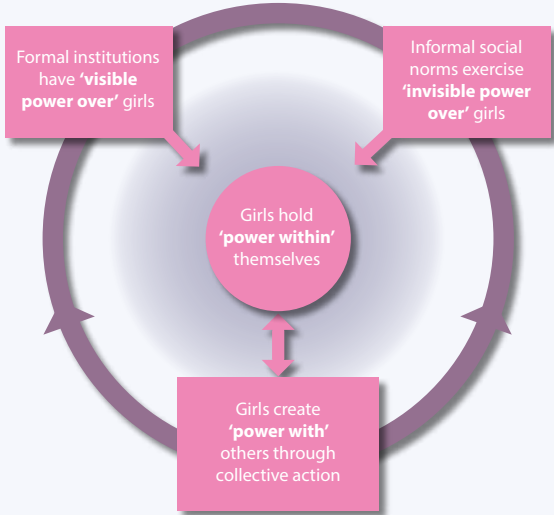 Formal institutions
have ‘visible
power over’ girls
Informal social
norms exercise
‘invisible power
over’ girls
Girls hold
‘power within’
themselves
Girls create
‘power with’
others through
collective action